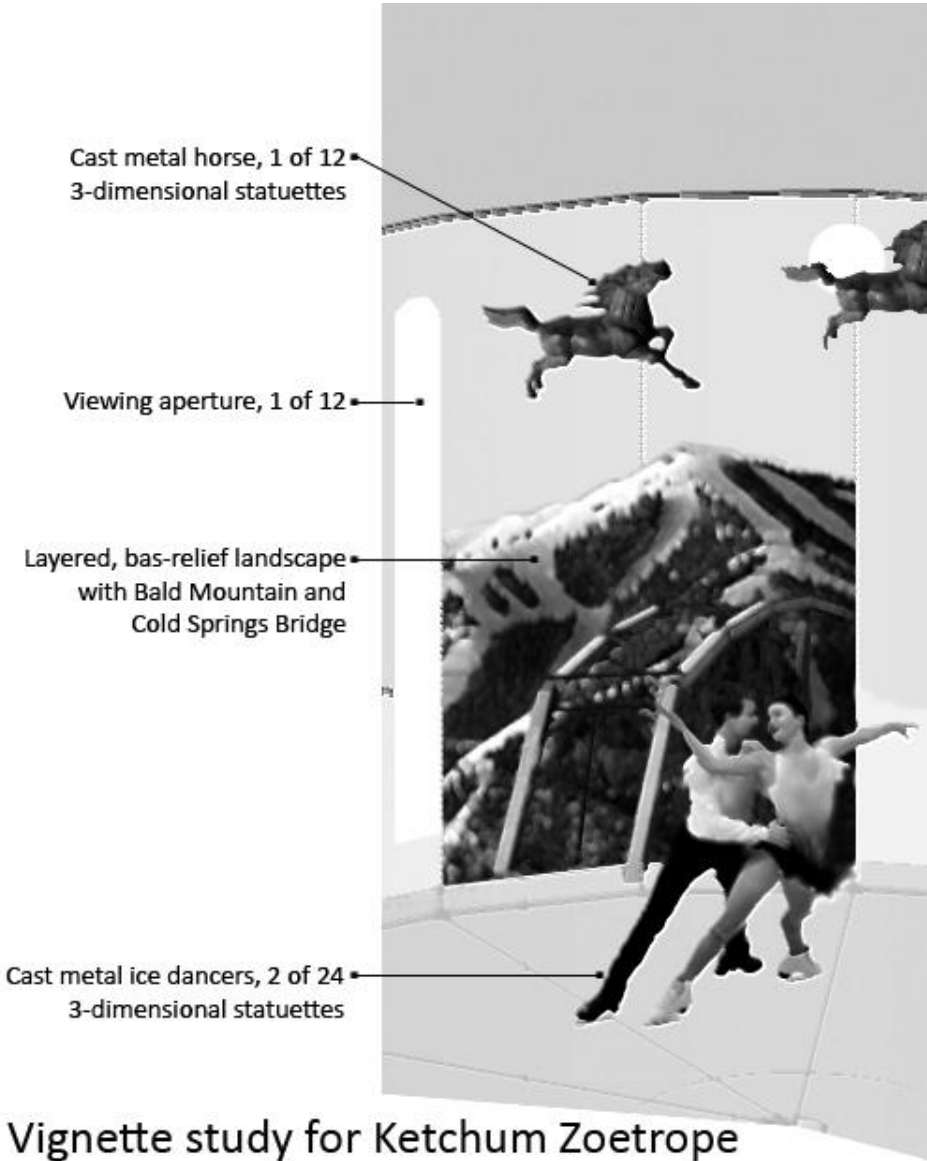 Cast metal horse, 1 of 12
3-dimensional statuettes
Viewing aperture, 1 of 12
Layered, bas-relief landscape
with Bald Mountain and
Cold Springs Bridge
Cast metal ice dancers, 2 of 24
3-dimensional statuettes
Vignette study for Ketchum Zoetrope